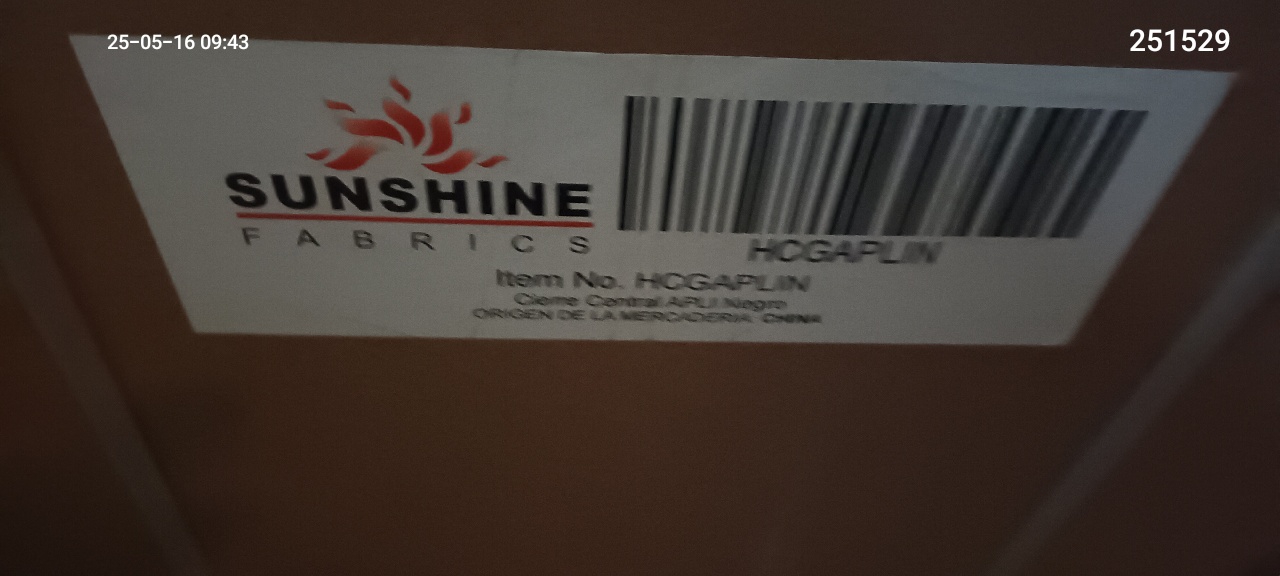 25-05-16 09:43
251529
SUNSHINE
FABRICS
HCGAPLIN
Item No. HCGAPLIN
Cierre Central APLI Negro
ORIGEN DE LA MERCADERIA: CHINA